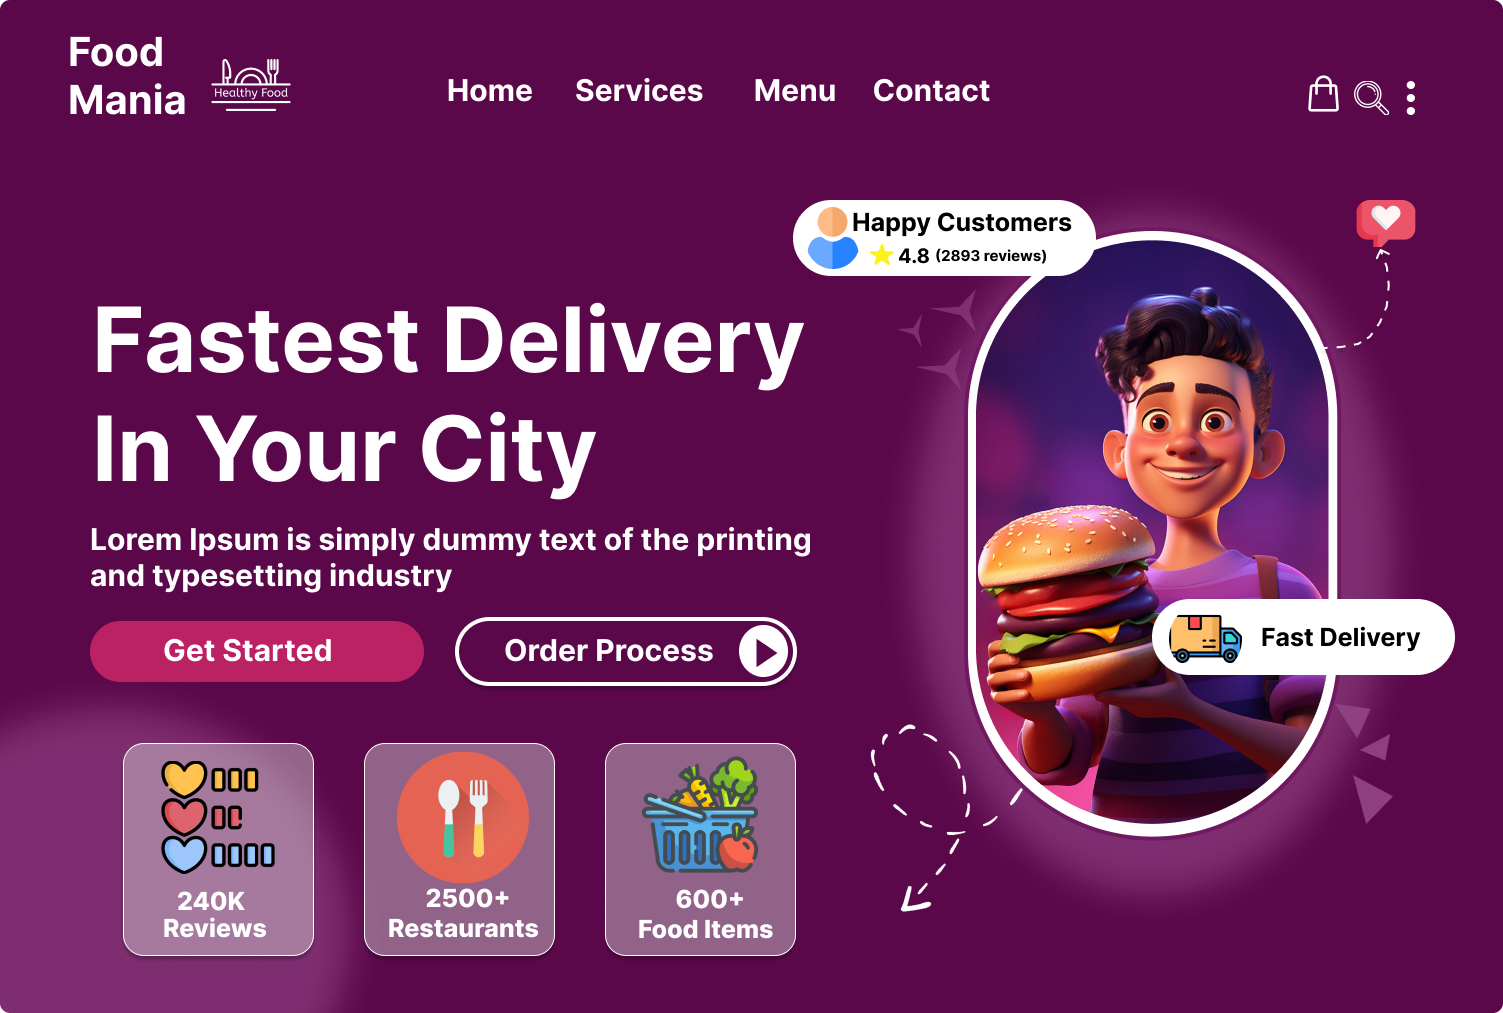 Food
Mania
Healthy Food
Home Services Menu Contact
Happy Customers
4.8 (2893 reviews)
Fastest Delivery
In Your City
Lorem Ipsum is simply dummy text of the printing
and typesetting industry
Get Started
Order Process
Fast Delivery
240K
Reviews
2500+
Restaurants
600+
Food Items